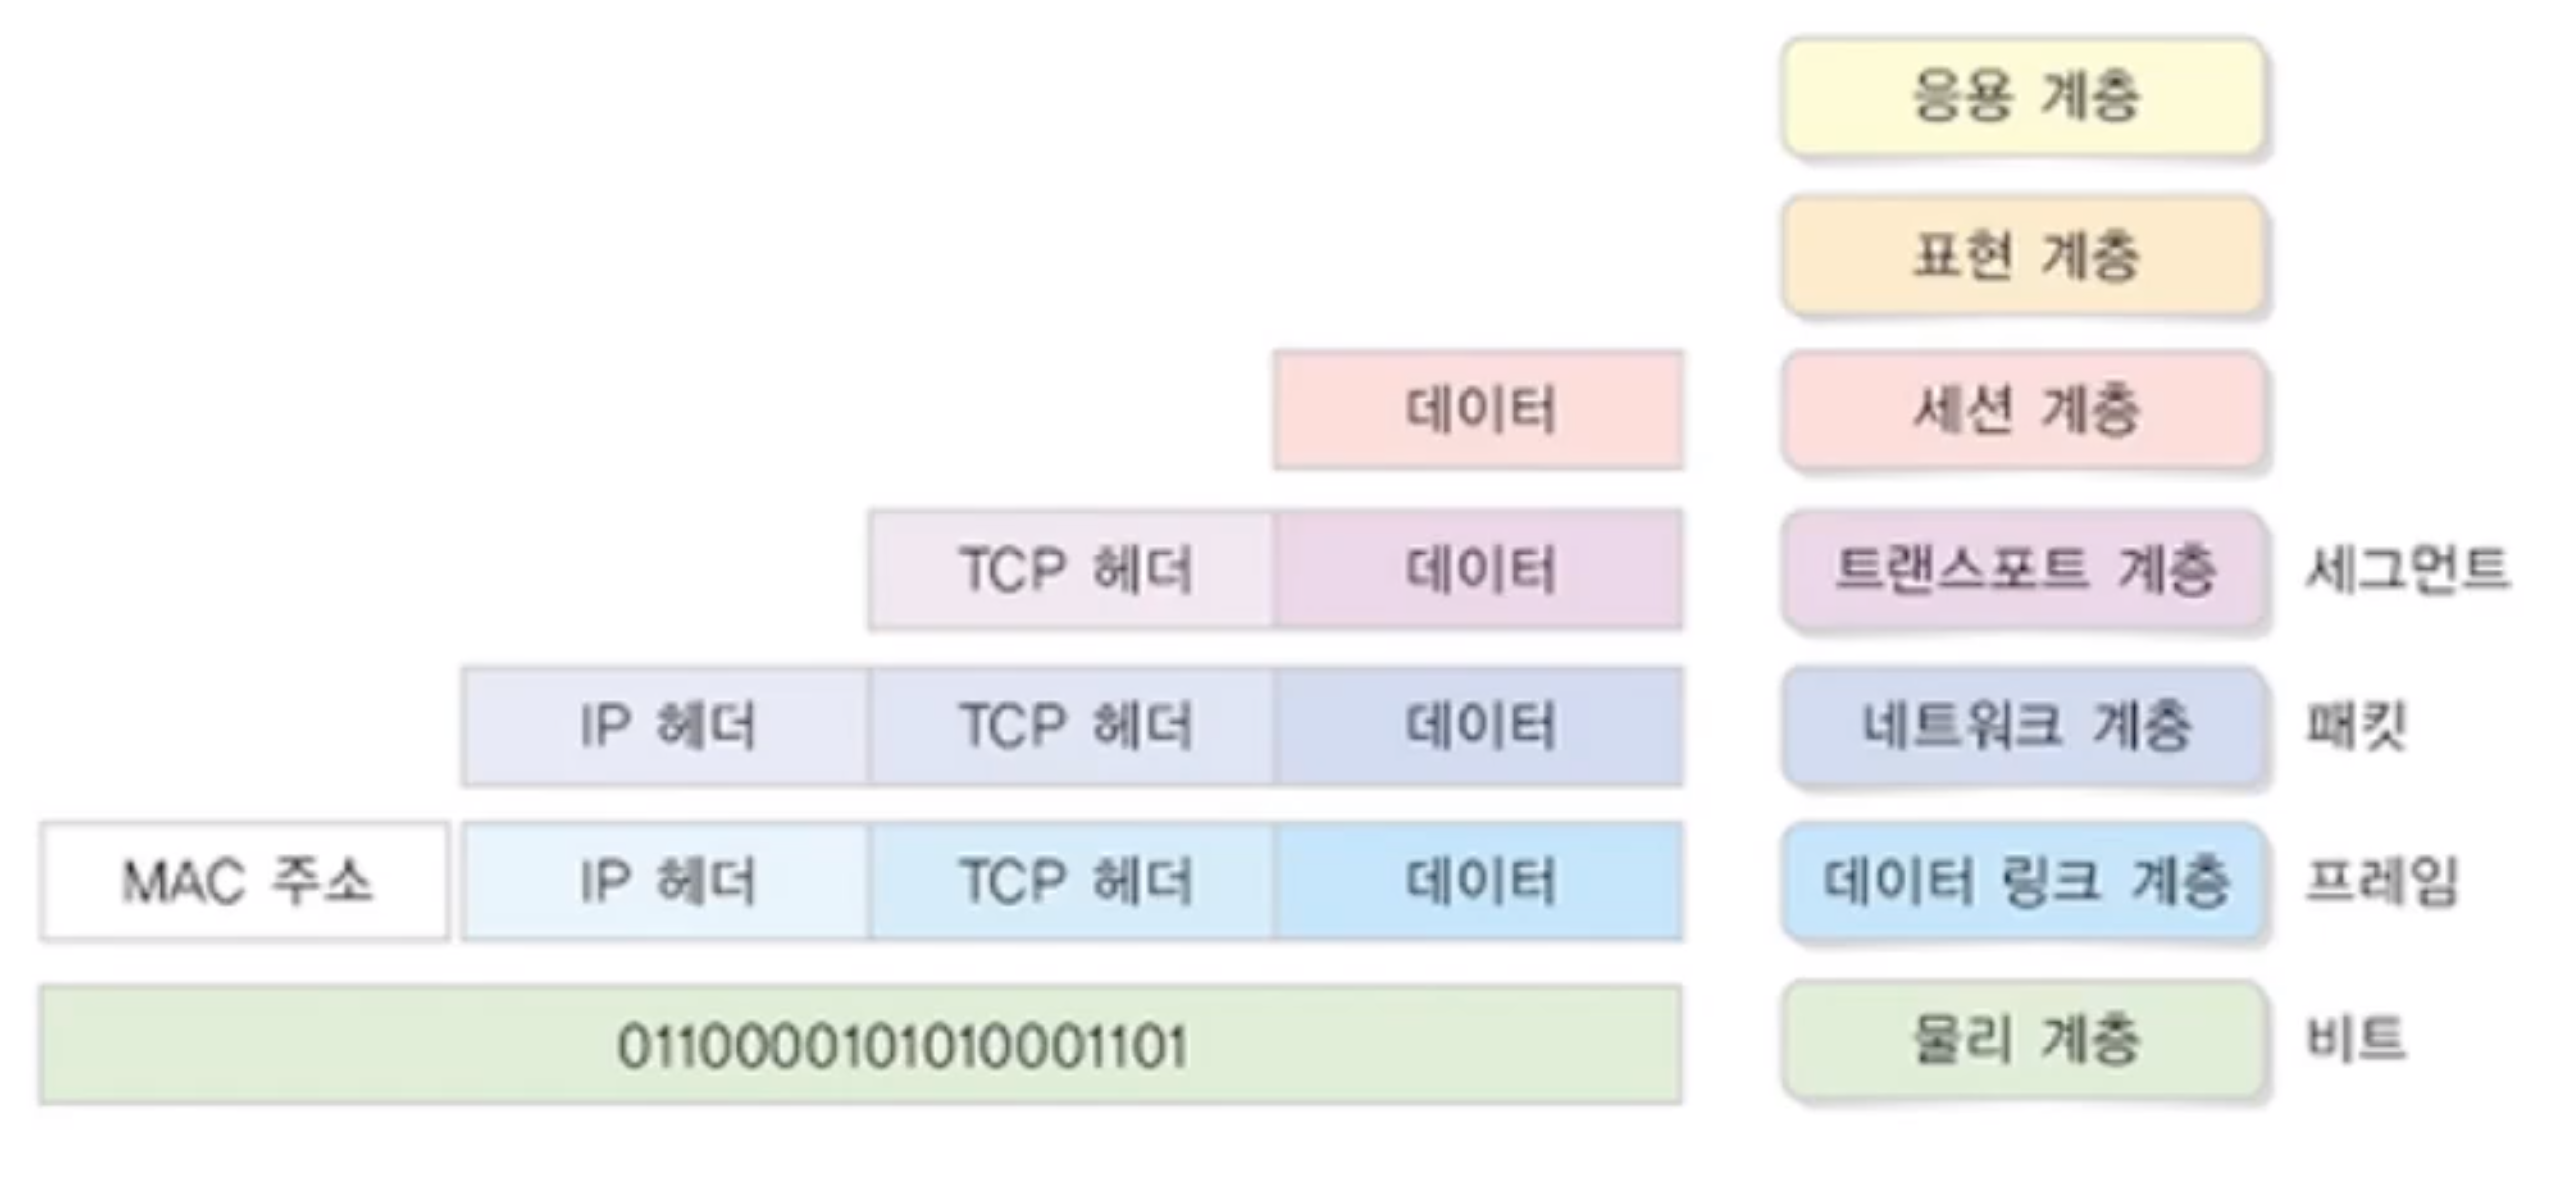 응용 계층
표현 계층
데이터 세션 계층
TCP 헤더 데이터 트랜스포트 계층 세그먼트
IP 헤더 TCP 헤더 데이터 네트워크 계층 패킷
MAC 주소 IP 헤더 TCP 헤더 데이터 데이터 링크 계층 프레임
0110000101010001101 물리 계층 비트